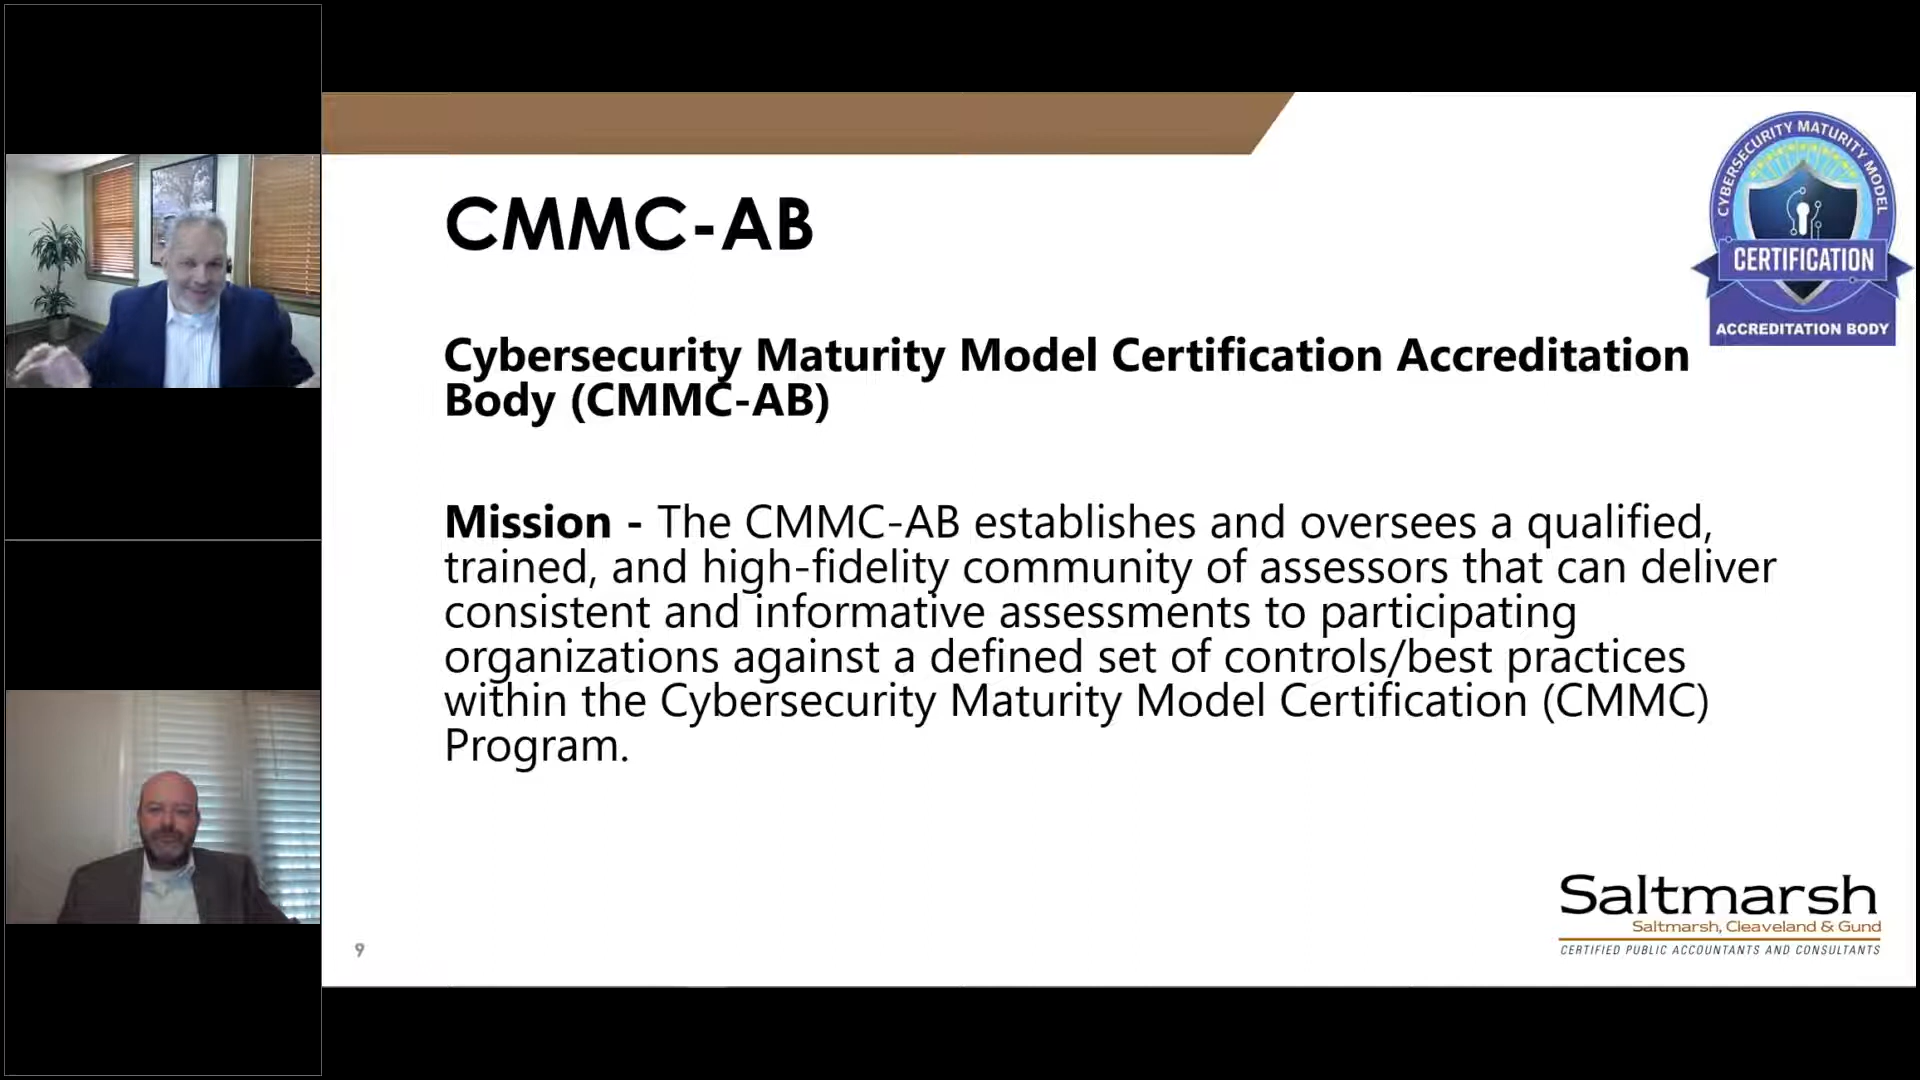 CMMC-AB
CYBERSECURITY MATURITY MODEL
CERTIFICATION
ACCREDITATION BODY
Cybersecurity Maturity Model Certification Accreditation
Body (CMMC-AB)
Mission - The CMMC-AB establishes and oversees a qualified,
trained, and high-fidelity community of assessors that can deliver
consistent and informative assessments to participating
organizations against a defined set of controls/best practices
within the Cybersecurity Maturity Model Certification (CMMC)
Program.
Saltmarsh
Saltmarsh, Cleaveland & Gund
CERTIFIED PUBLIC ACCOUNTANTS AND CONSULTANTS
9